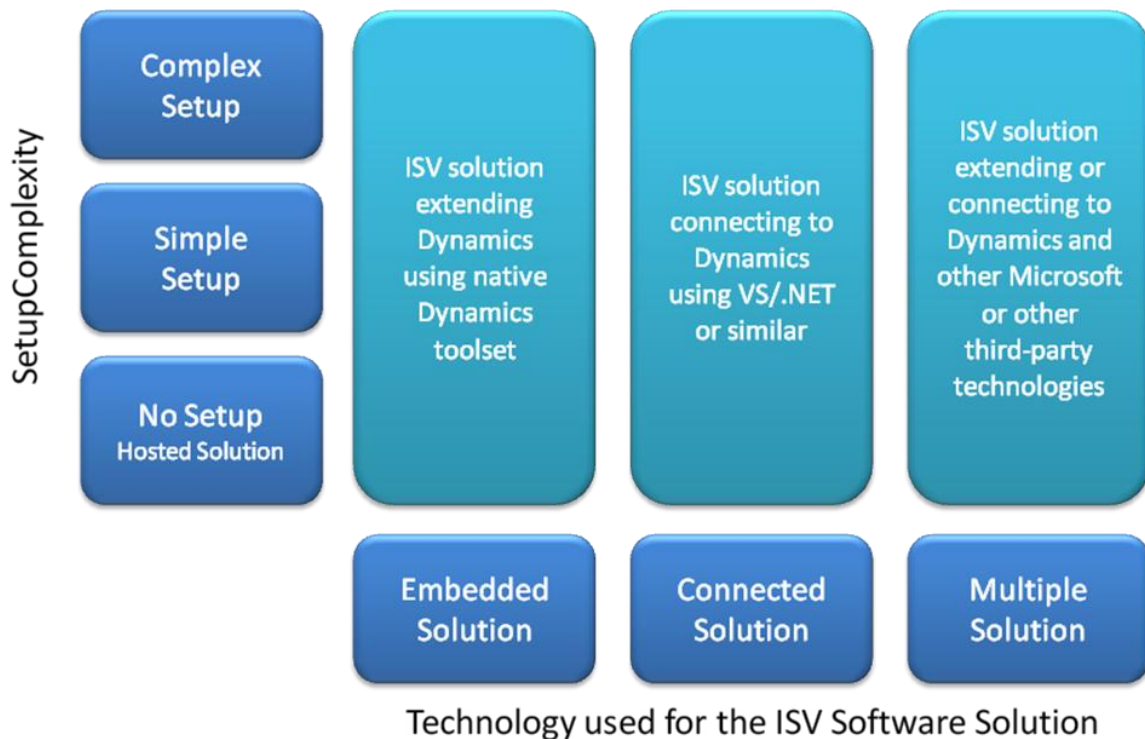 SetupComplexity
Complex
Setup
Simple
Setup
No Setup
Hosted Solution
ISV solution
extending
Dynamics
using native
Dynamics
toolset
ISV solution
connecting to
Dynamics
using VS/.NET
or similar
ISV solution
extending or
connecting to
Dynamics and
other Microsoft
or other
third-party
technologies
Embedded
Solution
Connected
Solution
Multiple
Solution
Technology used for the ISV Software Solution